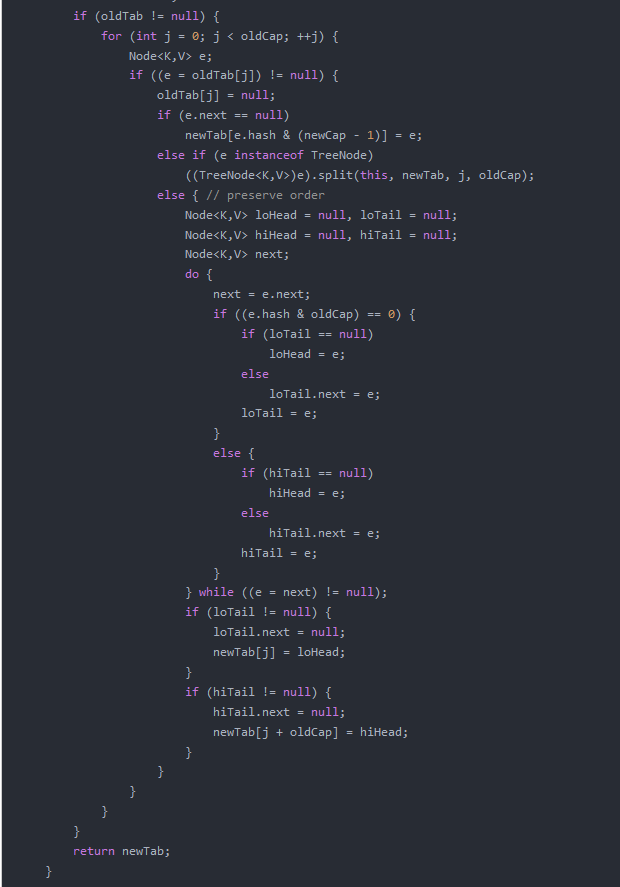 if (oldTab != null) {
for (int j = 0; j < oldCap; ++j) {
Node<K,V> e;
if ((e = oldTab[j]) != null) {
oldTab[j] = null;
if (e.next == null)
newTab[e.hash & (newCap - 1)] = e;
else if (e instanceof TreeNode)
((TreeNode<K,V>)e).split(this, newTab, j, oldCap);
else { // preserve order
Node<K,V> loHead = null, loTail = null;
Node<K,V> hiHead = null, hiTail = null;
Node<K,V> next;
do {
next = e.next;
if ((e.hash & oldCap) == 0) {
if (loTail == null)
loHead = e;
else
loTail.next = e;
loTail = e;
}
else {
if (hiTail == null)
hiHead = e;
else
hiTail.next = e;
hiTail = e;
}
} while ((e = next) != null);
if (loTail != null) {
loTail.next = null;
newTab[j] = loHead;
}
if (hiTail != null) {
hiTail.next = null;
newTab[j + oldCap] = hiHead;
}
}
}
}
}
return newTab;
}